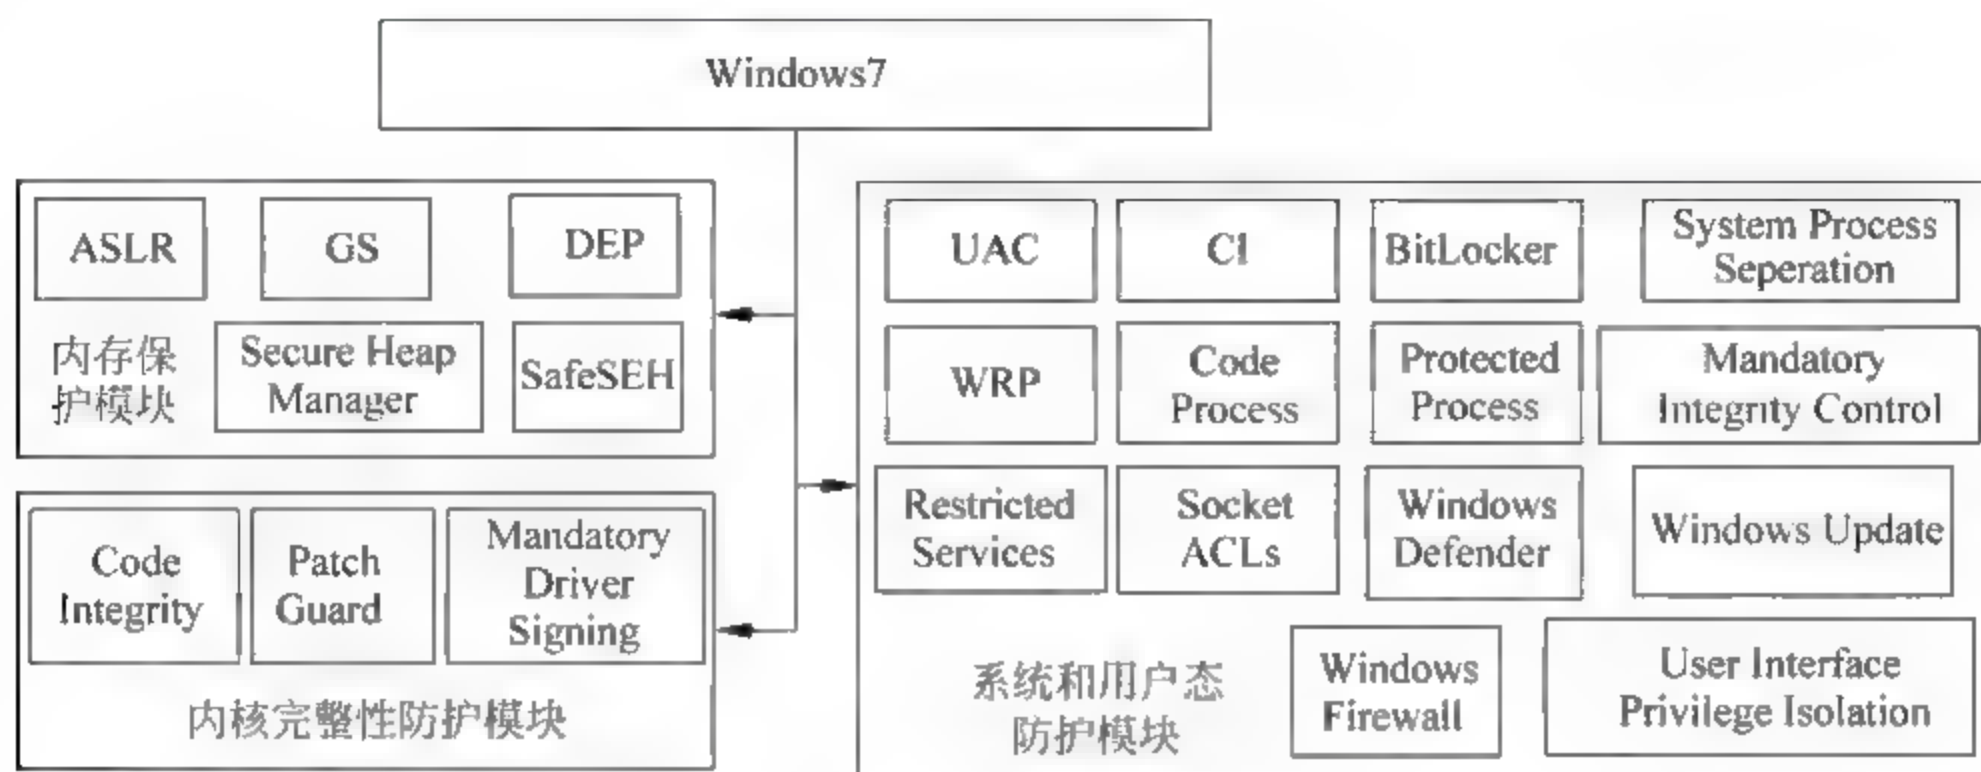 Windows7
ASLR
GS
DEP
内存保
护模块
Secure Heap
Manager
SafeSEH
Code
Integrity
Patch
Guard
Mandatory
Driver
Signing
内核完整性防护模块
UAC
CI
BitLocker
System Process
Seperation
WRP
Code
Process
Protected
Process
Mandatory
Integrity Control
Restricted
Services
Socket
ACLs
Windows
Defender
Windows Update
系统和用户态
防护模块
Windows
Firewall
User Interface
Privilege Isolation